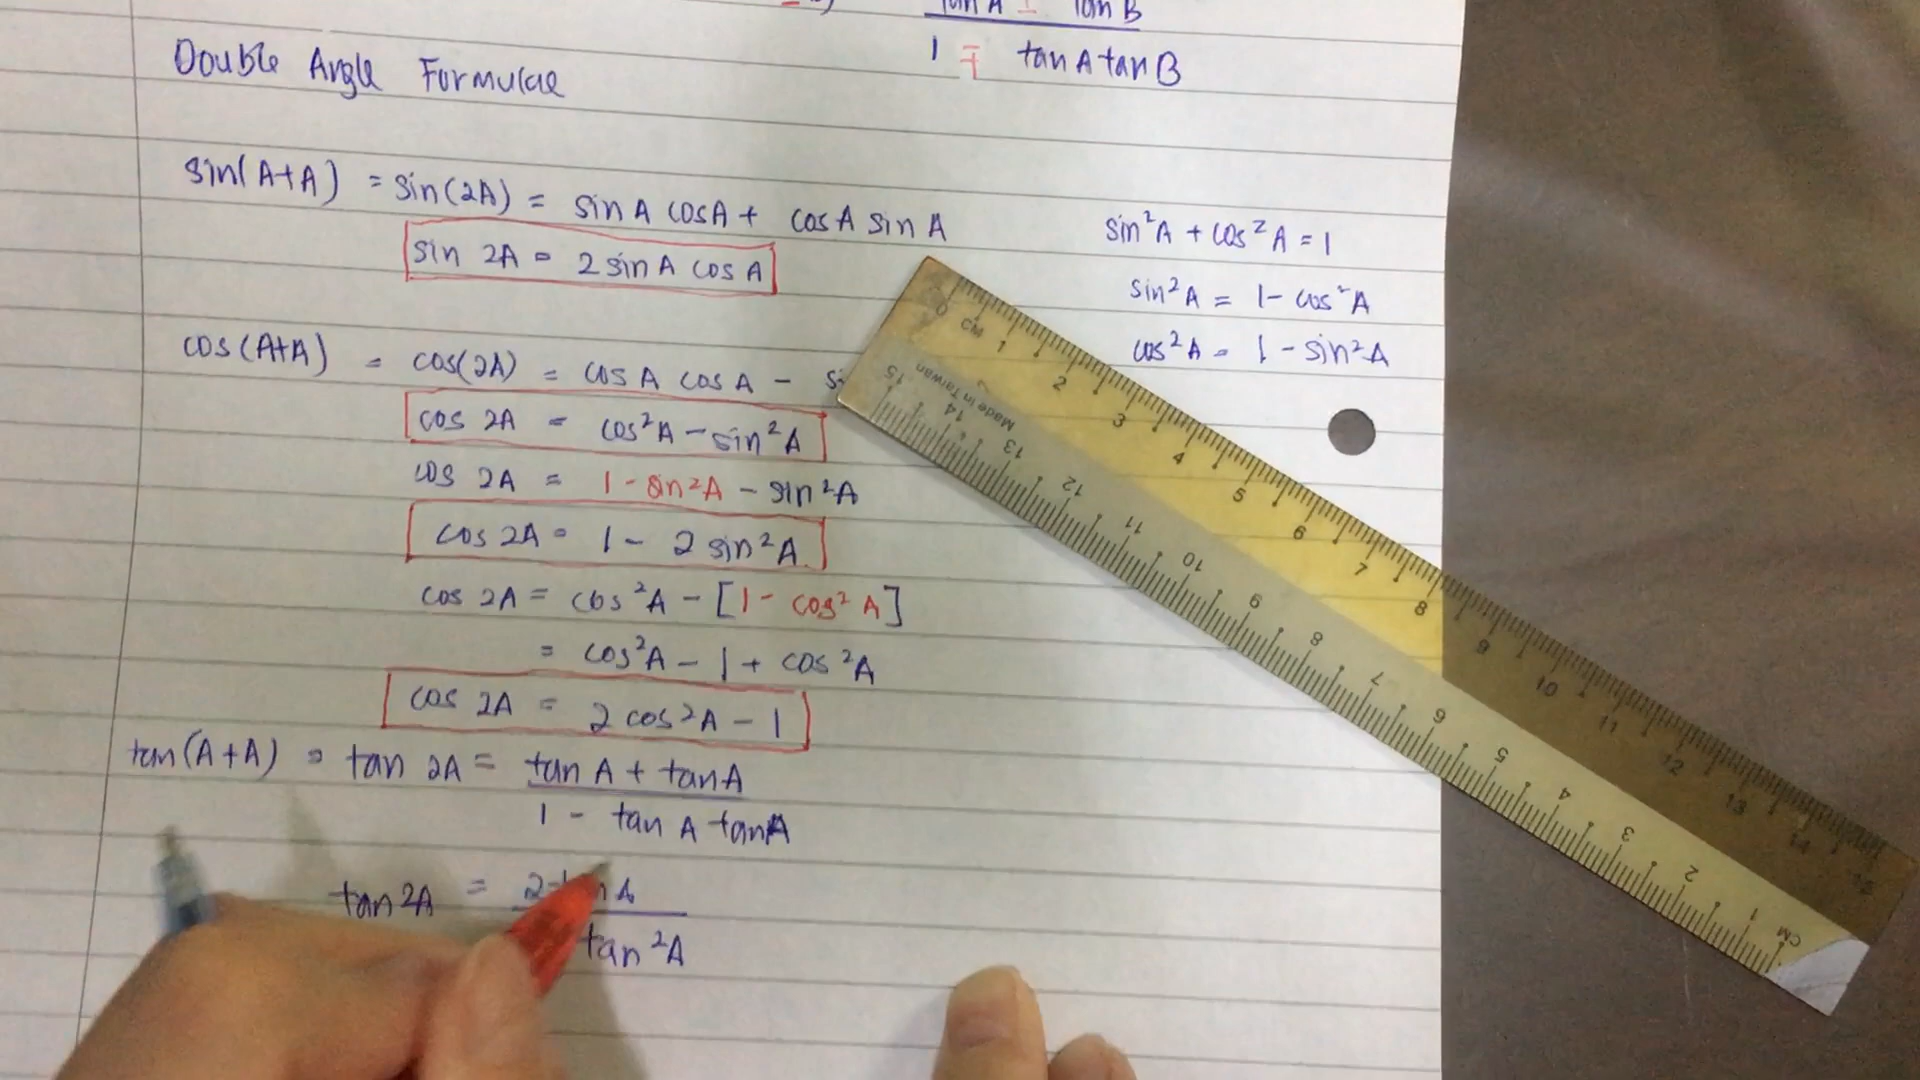 tan A ± tan B
1 ∓ tan A tan B
Double Angle Formulae
sin(A+A) = sin(2A) = sin A cos A + cos A sin A
sin 2A = 2 sin A cos A
sin²A + cos²A = 1
sin²A = 1 - cos²A
cos²A = 1 - sin²A
cos(A+A) = cos(2A) = cos A cos A -
cos 2A = cos²A - sin²A
cos 2A = 1 - sin²A - sin²A
cos 2A = 1 - 2 sin²A
cos 2A = cos²A - [1 - cos²A]
= cos²A - 1 + cos²A
cos 2A = 2 cos²A - 1
tan(A+A) = tan 2A = tan A + tan A
1 - tan A tan A
tan 2A = 2 tan A
tan²A
0 CM 1 2 3 4 5 6 7 8 9 10 11 12 13 14 15
Made in Taiwan
CM 1 2 3 4 5 6 7 8 9 10 11 12 13 14 15